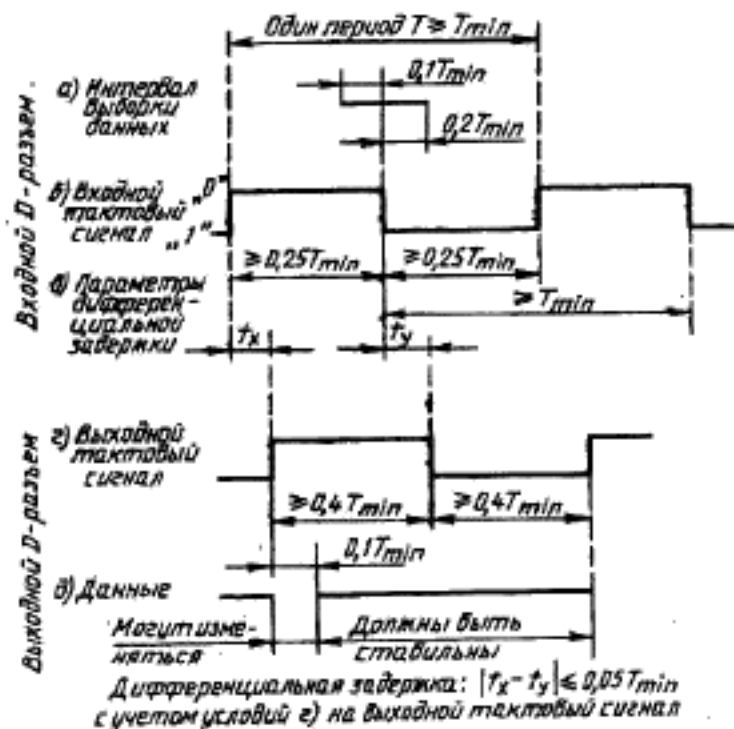 Один период T ⩾ Tmin
0,1Tmin
а) Интервал
выборки
данных
0,2Tmin
Входной D-разъем.
б) Входной „0"
тактовый
сигнал „1"
⩾0,25Tmin
⩾0,25Tmin
в) Параметры
дифферен-
циальной
задержки
⩾Tmin
tx
ty
Выходной D-разъем
г) Выходной
тактовый
сигнал
⩾0,4Tmin
⩾0,4Tmin
0,1Tmin
д) Данные
Могут изме-
няться
Должны быть
стабильны
Дифференциальная задержка: |tx - ty| ⩽ 0,05Tmin
с учетом условий г) на выходной тактовый сигнал